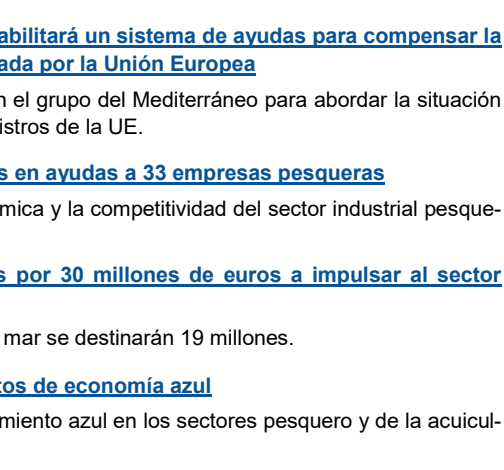 abilitará un sistema de ayudas para compensar la
ada por la Unión Europea
n el grupo del Mediterráneo para abordar la situación
istros de la UE.
s en ayudas a 33 empresas pesqueras
mica y la competitividad del sector industrial pesque-
s por 30 millones de euros a impulsar al sector
mar se destinarán 19 millones.
tos de economía azul
miento azul en los sectores pesquero y de la acuicul-